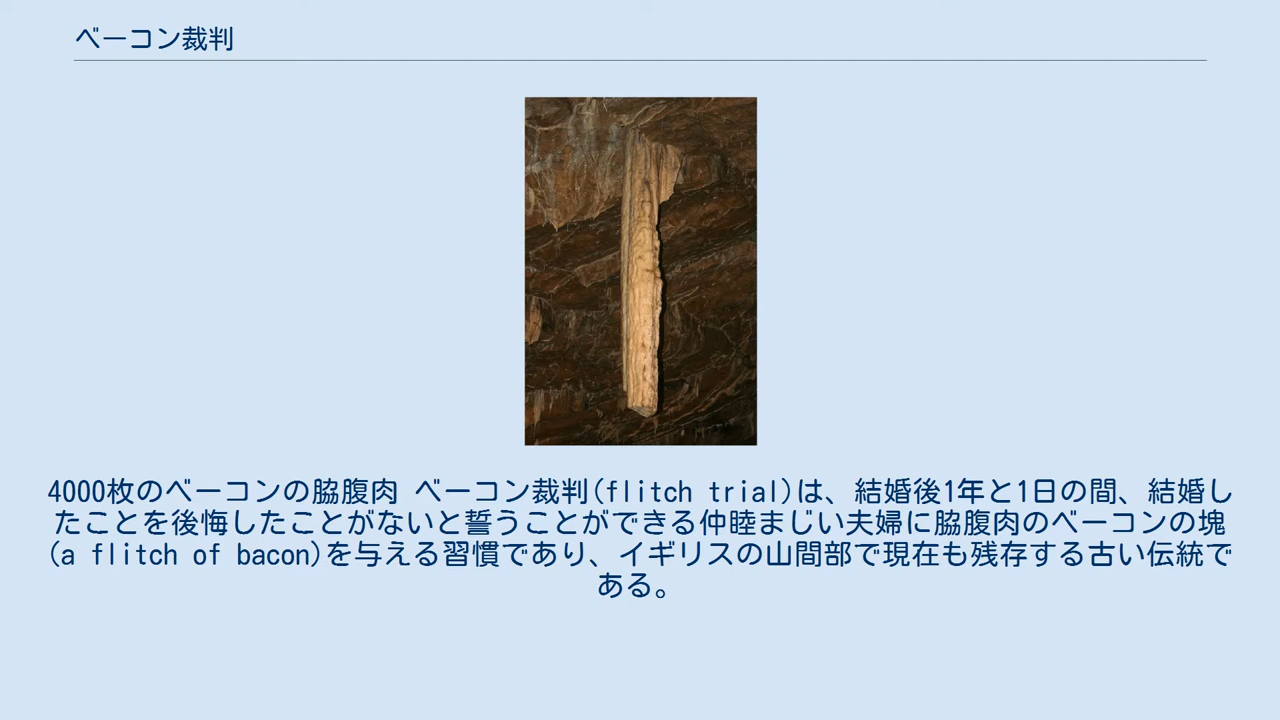 ベーコン裁判
4000枚のベーコンの脇腹肉 ベーコン裁判(flitch trial)は、結婚後1年と1日の間、結婚し
たことを後悔したことがないと誓うことができる仲睦まじい夫婦に脇腹肉のベーコンの塊
(a flitch of bacon)を与える習慣であり、イギリスの山間部で現在も残存する古い伝統で
ある。